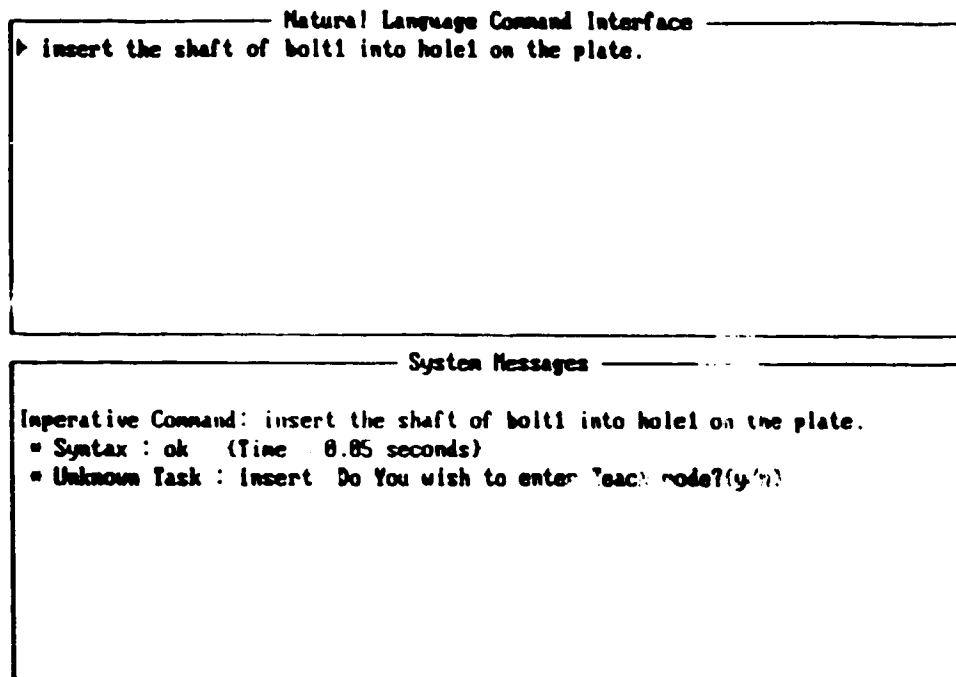 Natural Language Command Interface
▶ insert the shaft of bolt1 into hole1 on the plate.
System Messages
Imperative Command: insert the shaft of bolt1 into hole1 on the plate.
* Syntax : ok (Time 0.05 seconds)
* Unknown Task : insert Do You wish to enter Teach mode?(y/n)